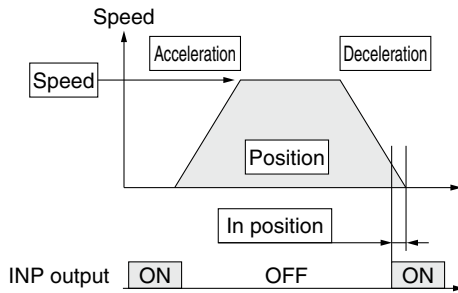 Speed
Acceleration
Deceleration
Speed
Position
In position
INP output
ON
OFF
ON